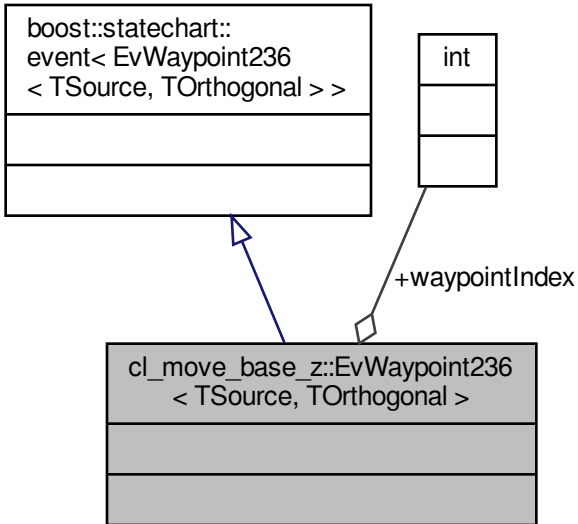 boost::statechart::
event< EvWaypoint236
< TSource, TOrthogonal > >
int
+waypointIndex
cl_move_base_z::EvWaypoint236
< TSource, TOrthogonal >